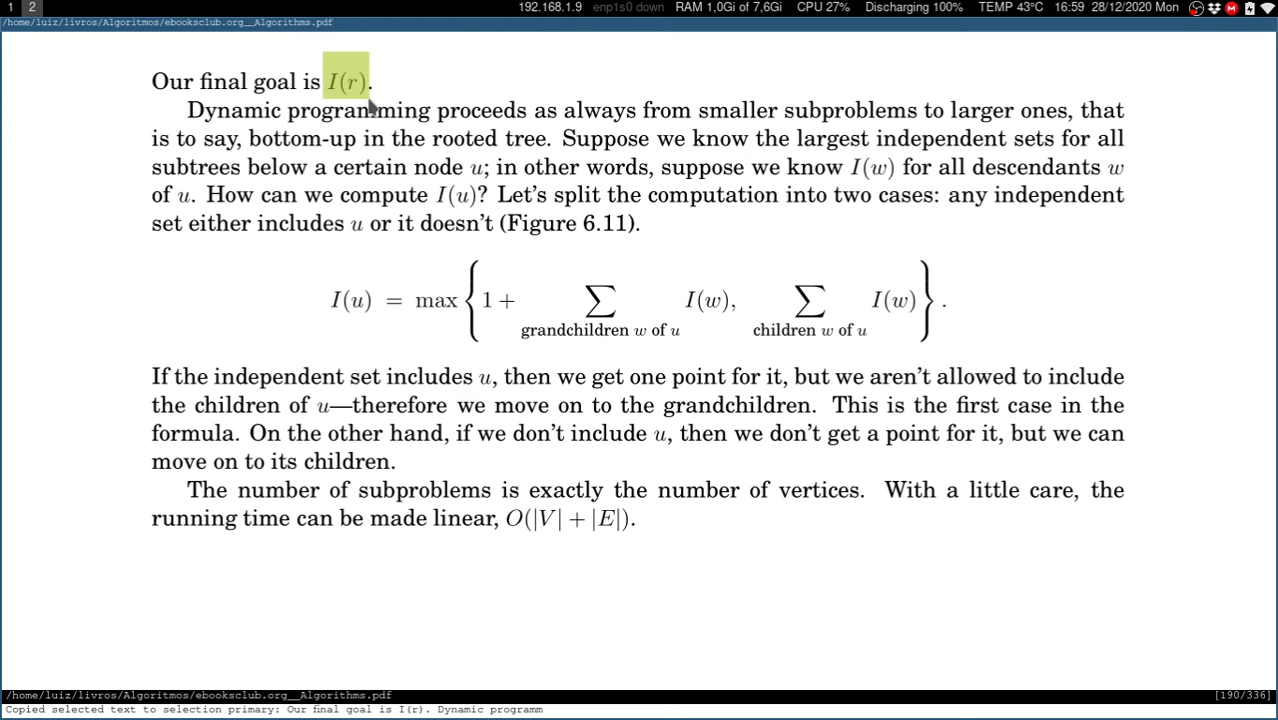 1 2 192.168.1.9 enp1s0 down RAM 1,0Gi of 7,6Gi CPU 27% Discharging 100% TEMP 43°C 16:59 28/12/2020 Mon
/home/luiz/livros/Algoritmos/ebooksclub.org__Algorithms.pdf
Our final goal is I(r).
Dynamic programming proceeds as always from smaller subproblems to larger ones, that
is to say, bottom-up in the rooted tree. Suppose we know the largest independent sets for all
subtrees below a certain node u; in other words, suppose we know I(w) for all descendants w
of u. How can we compute I(u)? Let's split the computation into two cases: any independent
set either includes u or it doesn't (Figure 6.11).
I(u) = max { 1 + ∑ I(w), ∑ I(w) } .
grandchildren w of u children w of u
If the independent set includes u, then we get one point for it, but we aren't allowed to include
the children of u—therefore we move on to the grandchildren. This is the first case in the
formula. On the other hand, if we don't include u, then we don't get a point for it, but we can
move on to its children.
The number of subproblems is exactly the number of vertices. With a little care, the
running time can be made linear, O(|V| + |E|).
/home/luiz/livros/Algoritmos/ebooksclub.org__Algorithms.pdf [190/336]
Copied selected text to selection primary: Our final goal is I(r). Dynamic programm